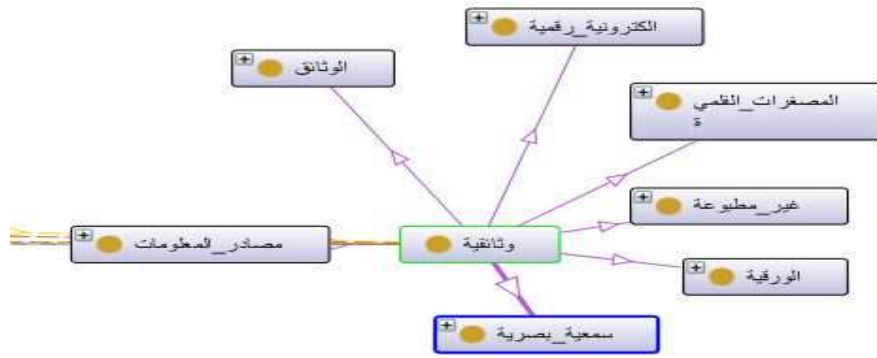 الكترونية_رقمية
الوثائق
المصغرات_الفلمي
ة
غير_مطبوعة
مصادر_المعلومات
وثائقية
الورقية
سمعية_بصرية